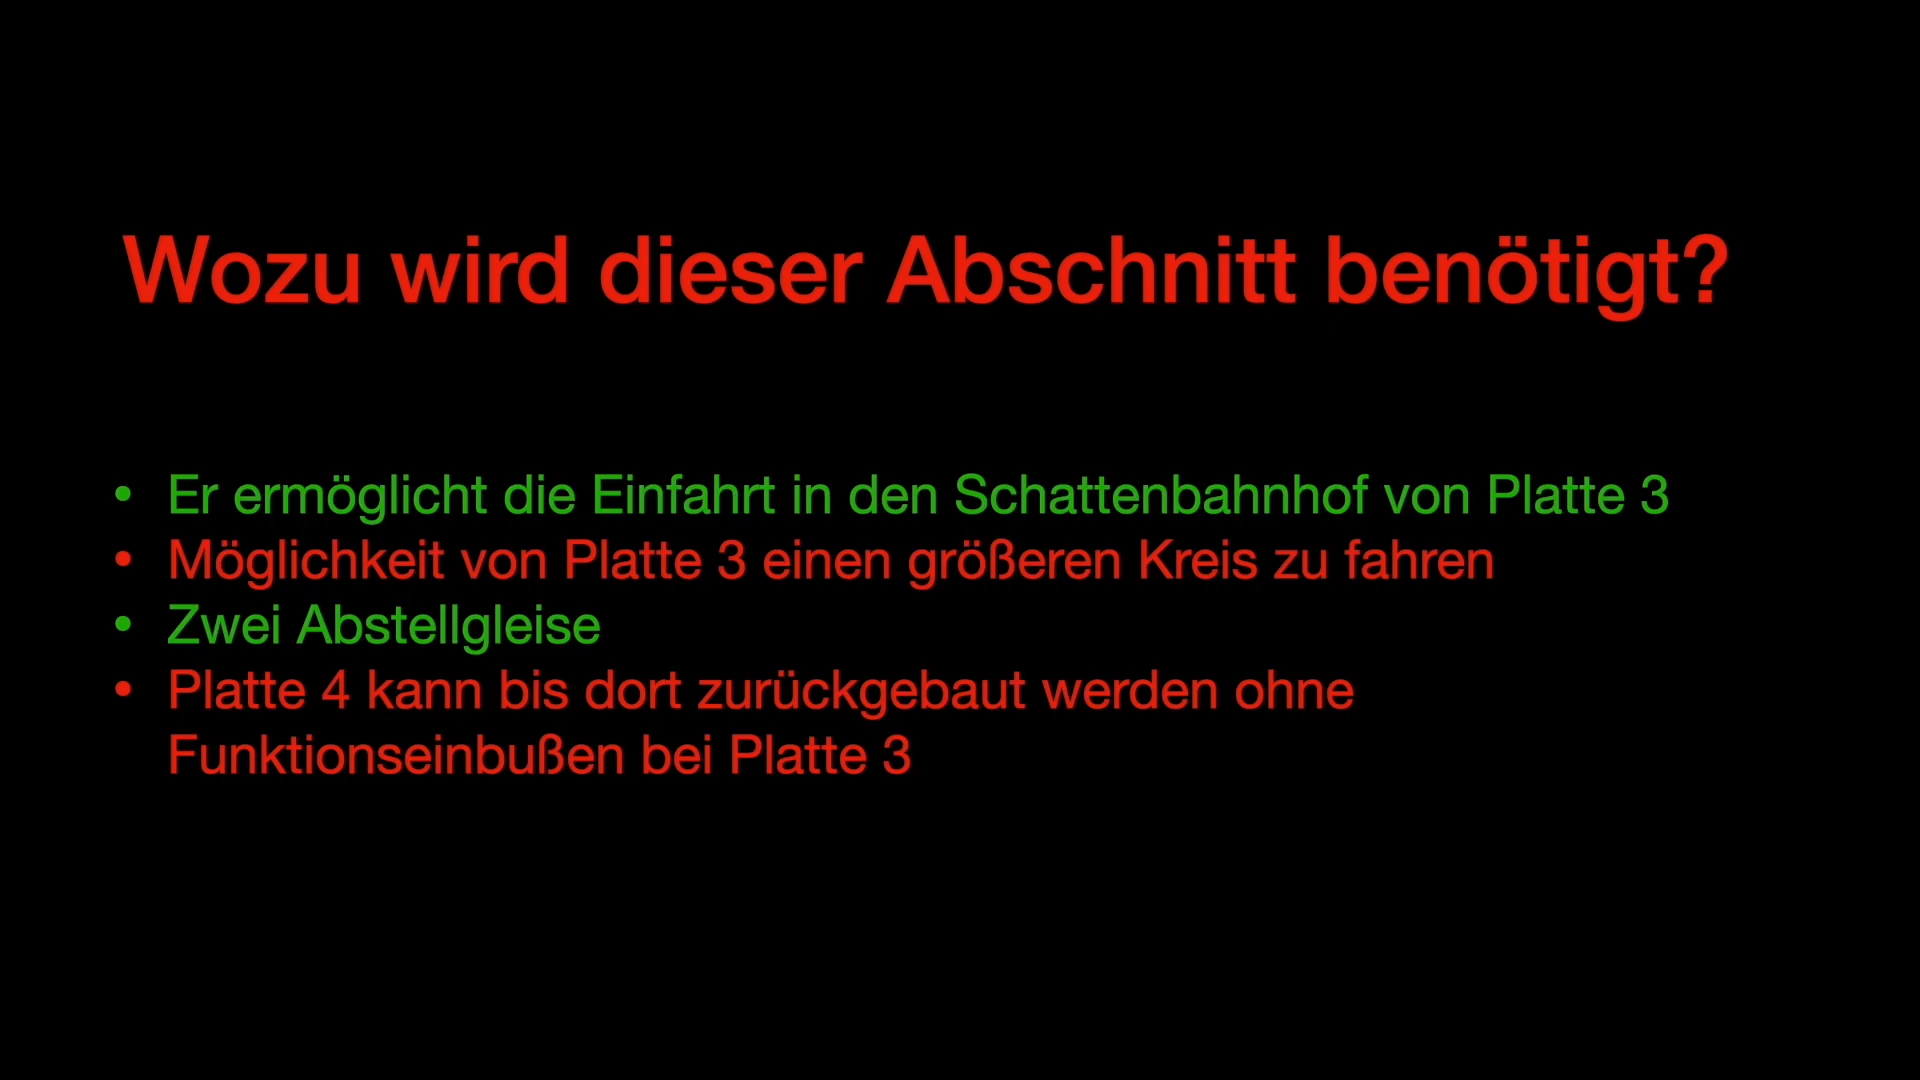 Wozu wird dieser Abschnitt benötigt?
• Er ermöglicht die Einfahrt in den Schattenbahnhof von Platte 3
• Möglichkeit von Platte 3 einen größeren Kreis zu fahren
• Zwei Abstellgleise
• Platte 4 kann bis dort zurückgebaut werden ohne
Funktionseinbußen bei Platte 3